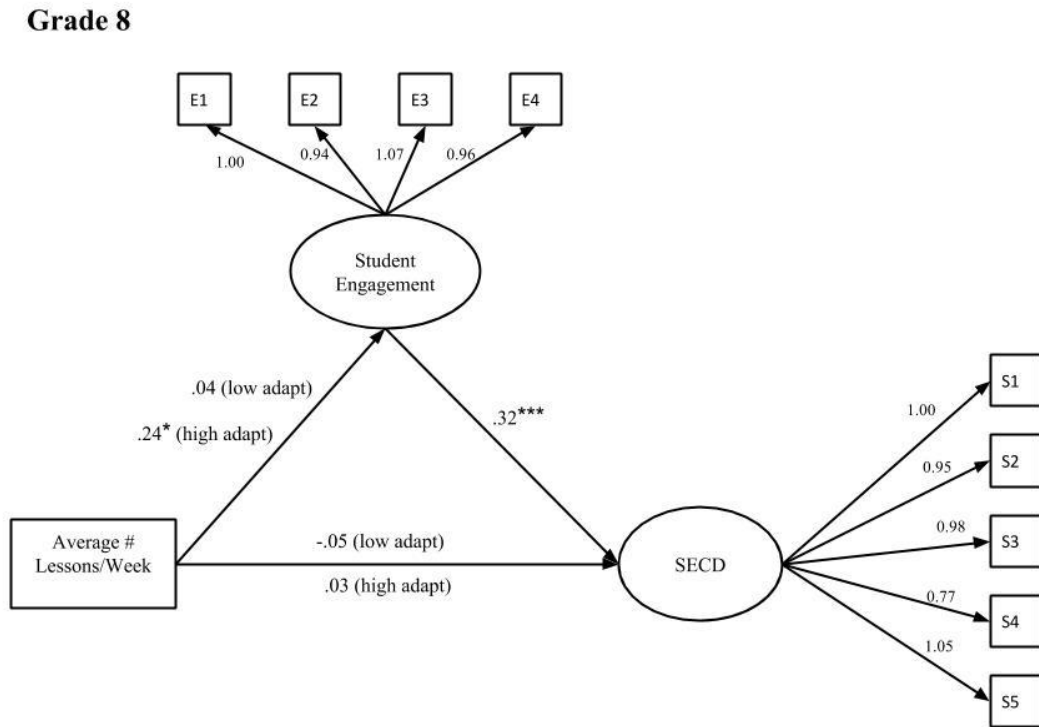 Grade 8
E1
E2
E3
E4
1.00
0.94
1.07
0.96
Student
Engagement
.04 (low adapt)
.24* (high adapt)
.32***
Average #
Lessons/Week
-.05 (low adapt)
.03 (high adapt)
SECD
1.00
0.95
0.98
0.77
1.05
S1
S2
S3
S4
S5